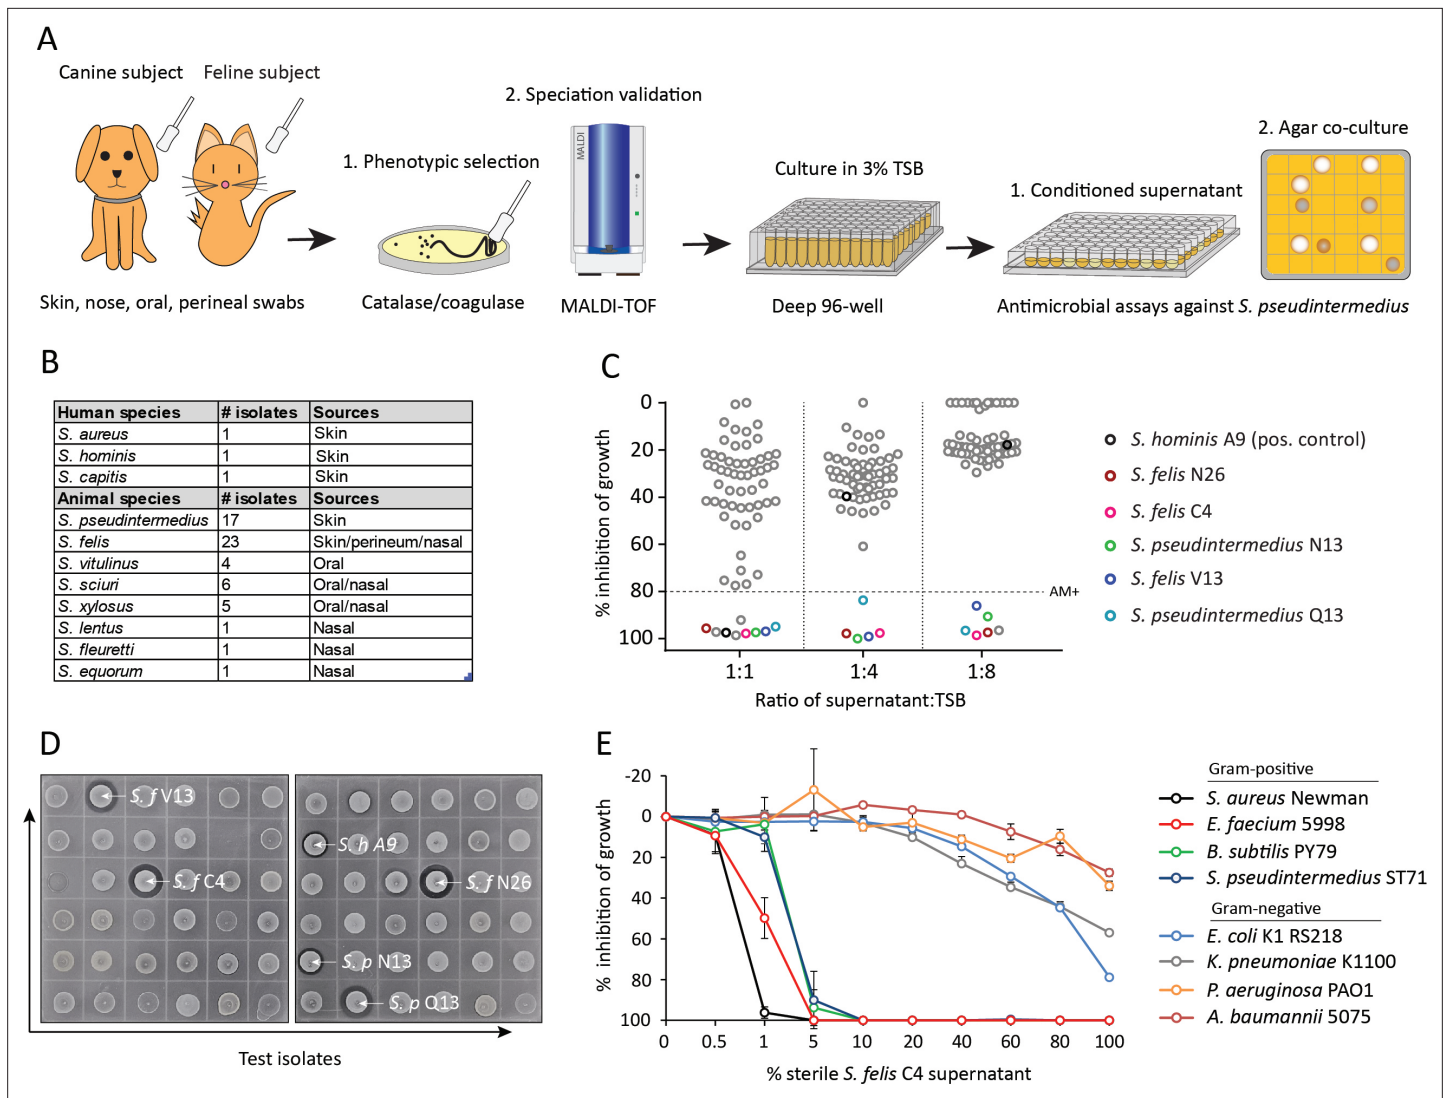 A
Canine subject
Feline subject
Skin, nose, oral, perineal swabs
1. Phenotypic selection
Catalase/coagulase
2. Speciation validation
MALDI
MALDI-TOF
Culture in 3% TSB
Deep 96-well
1. Conditioned supernatant
2. Agar co-culture
Antimicrobial assays against S. pseudintermedius
B
Human species # isolates Sources
S. aureus 1 Skin
S. hominis 1 Skin
S. capitis 1 Skin
Animal species # isolates Sources
S. pseudintermedius 17 Skin
S. felis 23 Skin/perineum/nasal
S. vitulinus 4 Oral
S. sciuri 6 Oral/nasal
S. xylosus 5 Oral/nasal
S. lentus 1 Nasal
S. fleuretti 1 Nasal
S. equorum 1 Nasal
C
% inhibition of growth
0
20
40
60
80
100
AM+
1:1 1:4 1:8
Ratio of supernatant:TSB
S. hominis A9 (pos. control)
S. felis N26
S. felis C4
S. pseudintermedius N13
S. felis V13
S. pseudintermedius Q13
D
S. f V13
S. f C4
S. h A9
S. f N26
S. p N13
S. p Q13
Test isolates
E
% inhibition of growth
-20
0
20
40
60
80
100
0 0.5 1 5 10 20 40 60 80 100
% sterile S. felis C4 supernatant
Gram-positive
S. aureus Newman
E. faecium 5998
B. subtilis PY79
S. pseudintermedius ST71
Gram-negative
E. coli K1 RS218
K. pneumoniae K1100
P. aeruginosa PAO1
A. baumannii 5075